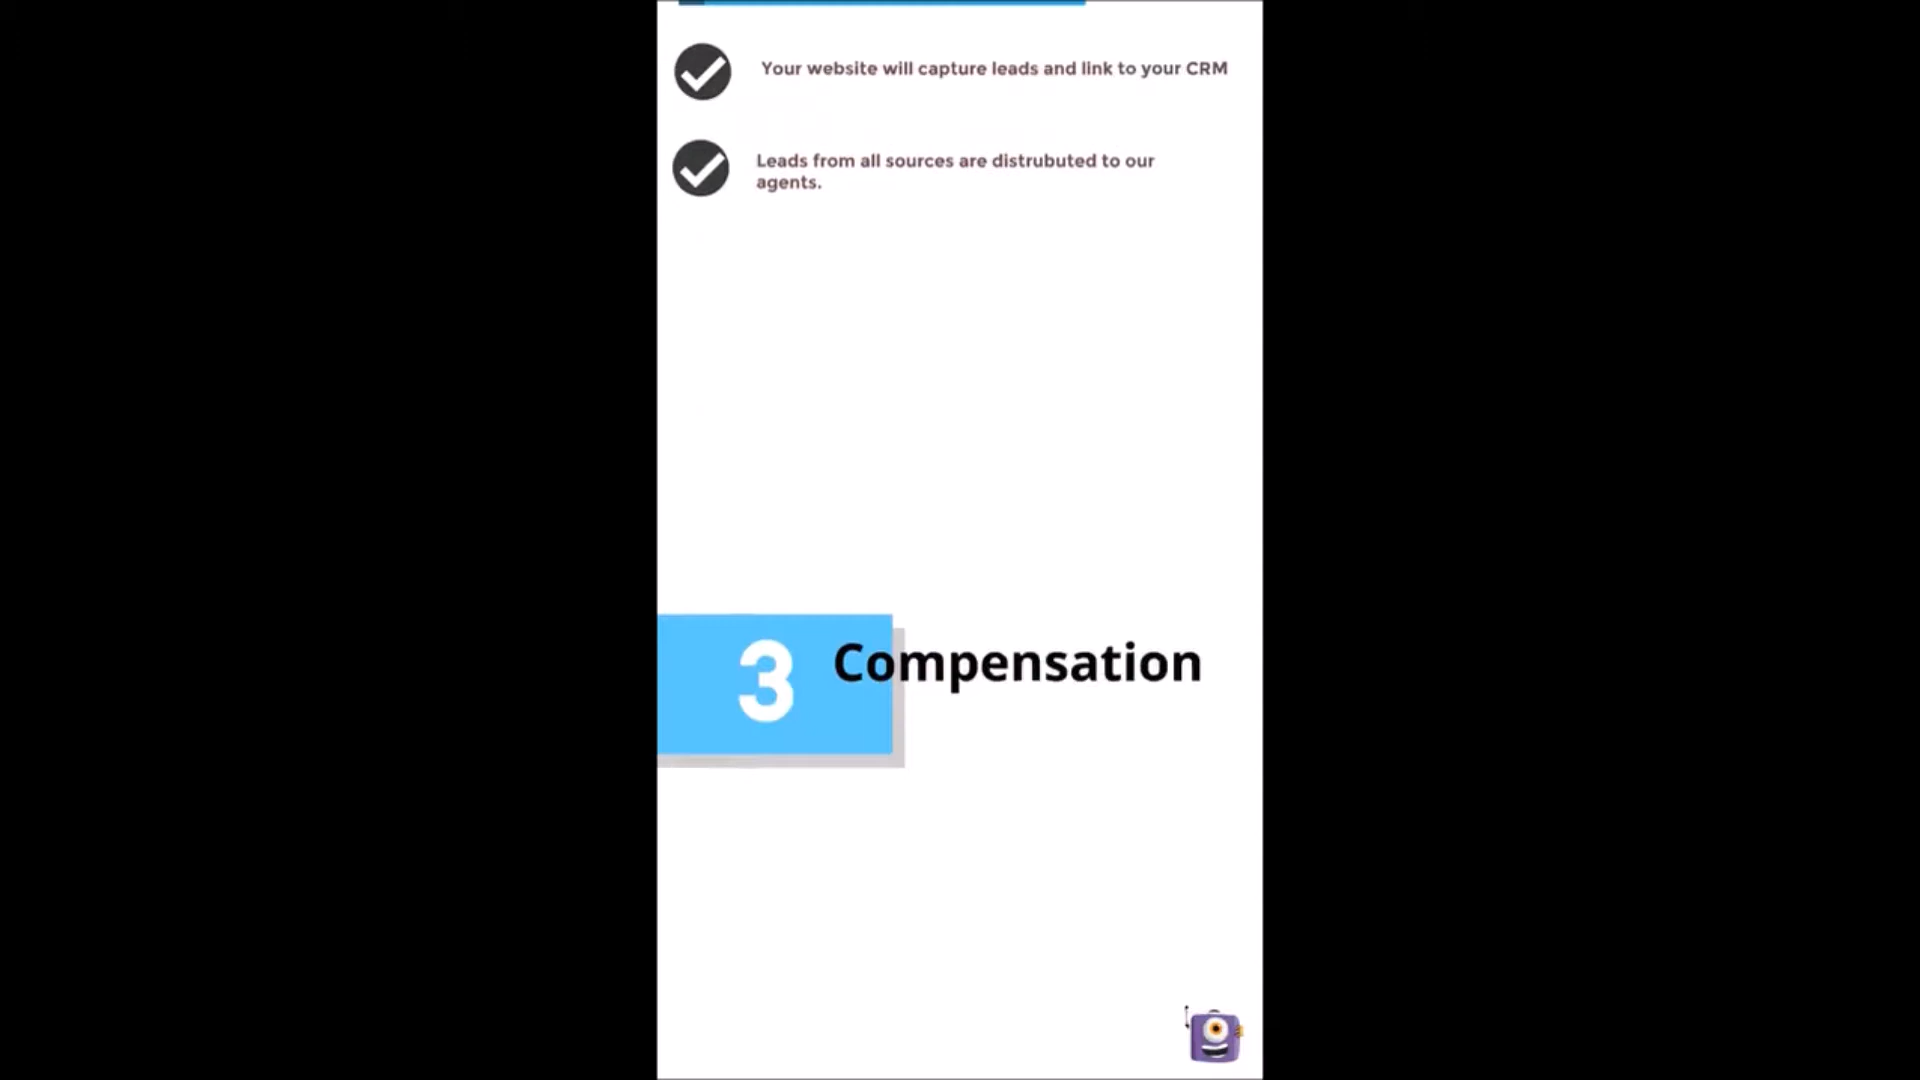 Your website will capture leads and link to your CRM
Leads from all sources are distrubuted to our
agents.
3
Compensation